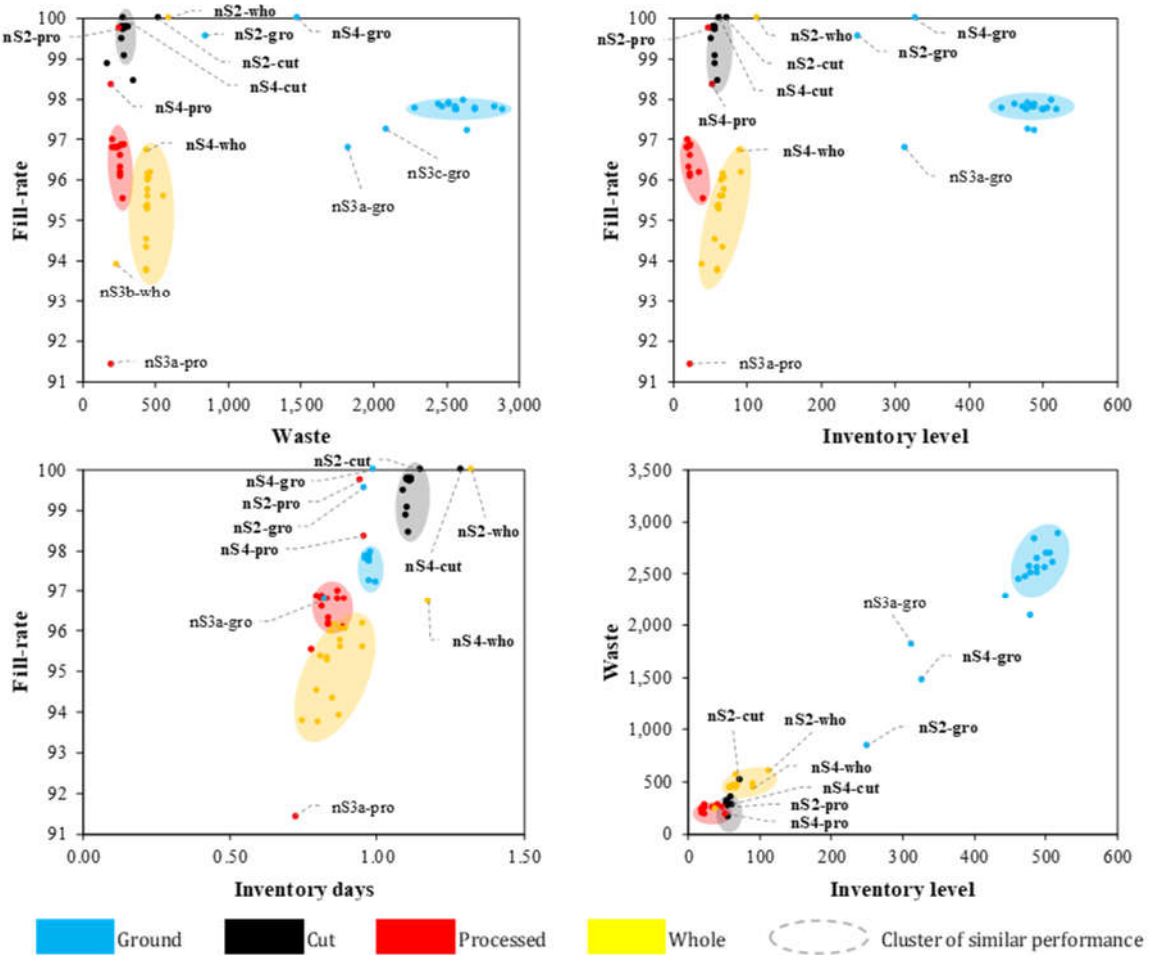 100
99
98
97
96
95
94
93
92
91
Fill-rate
0
500
1,000
1,500
2,000
2,500
3,000
Waste
nS2-who
nS2-pro
nS2-gro
nS4-gro
nS2-cut
nS4-cut
nS4-pro
nS4-who
nS3c-gro
nS3a-gro
nS3b-who
nS3a-pro
100
99
98
97
96
95
94
93
92
91
Fill-rate
0
100
200
300
400
500
600
Inventory level
nS2-pro
nS2-who
nS4-gro
nS2-gro
nS2-cut
nS4-cut
nS4-pro
nS4-who
nS3a-gro
nS3a-pro
100
99
98
97
96
95
94
93
92
91
Fill-rate
0
0.50
1.00
1.50
Inventory days
nS2-cut
nS4-gro
nS2-pro
nS2-gro
nS2-who
nS4-pro
nS4-cut
nS3a-gro
nS4-who
nS3a-pro
3,500
3,000
2,500
2,000
1,500
1,000
500
0
Waste
0
100
200
300
400
500
600
Inventory level
nS3a-gro
nS4-gro
nS2-cut
nS2-who
nS2-gro
nS4-who
nS4-cut
nS2-pro
nS4-pro
Ground
Cut
Processed
Whole
Cluster of similar performance